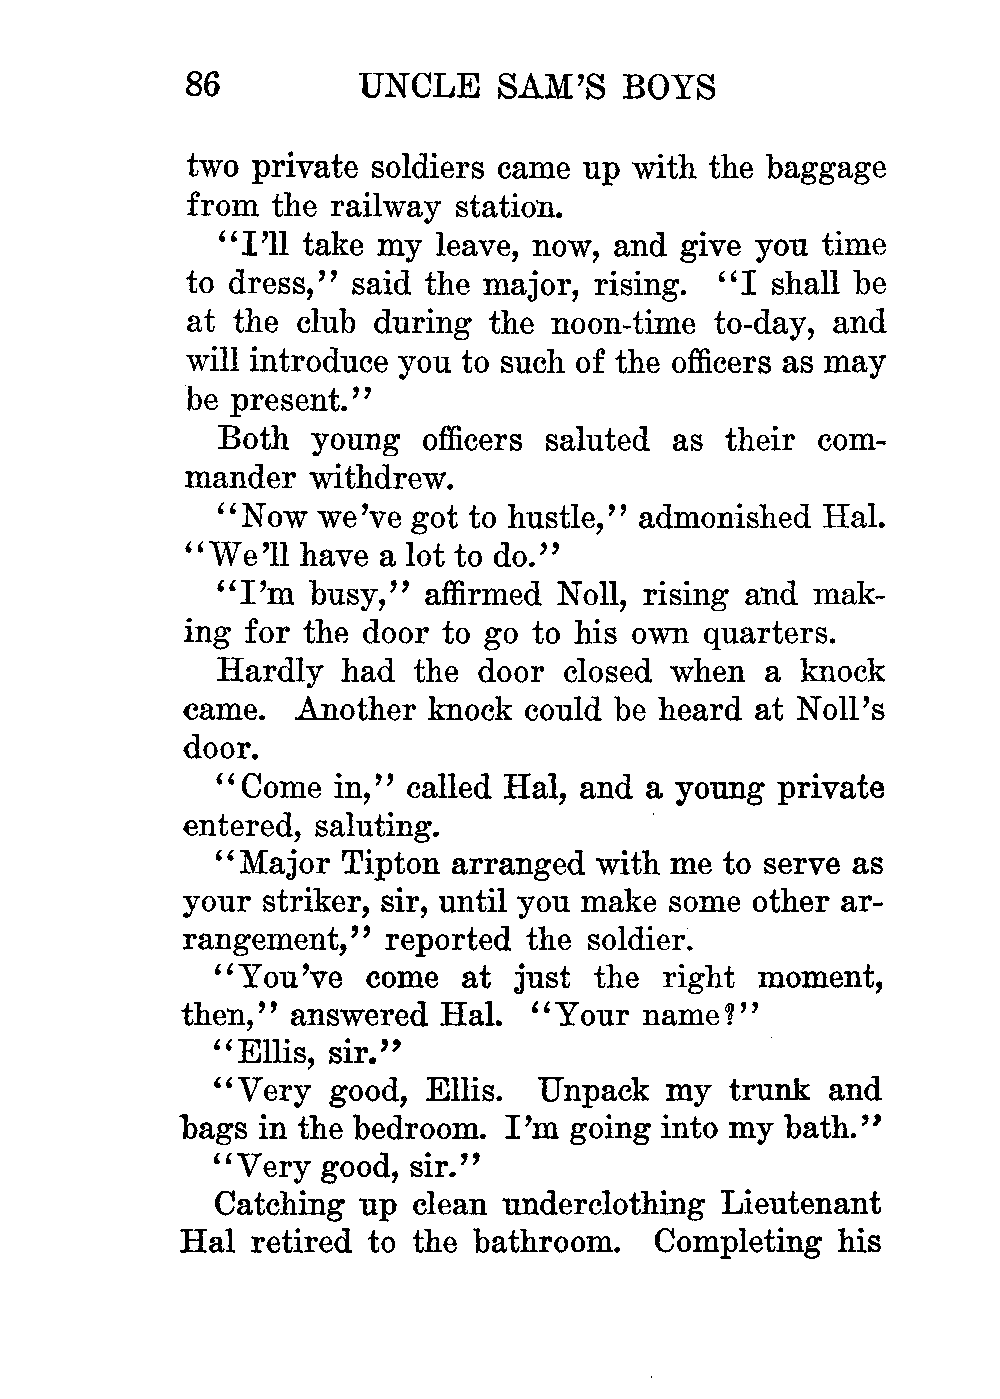 86 UNCLE SAM'S BOYS
two private soldiers came up with the baggage
from the railway station.
"I'll take my leave, now, and give you time
to dress," said the major, rising. "I shall be
at the club during the noon-time to-day, and
will introduce you to such of the officers as may
be present."
Both young officers saluted as their com-
mander withdrew.
"Now we've got to hustle," admonished Hal.
"We'll have a lot to do."
"I'm busy," affirmed Noll, rising and mak-
ing for the door to go to his own quarters.
Hardly had the door closed when a knock
came. Another knock could be heard at Noll's
door.
"Come in," called Hal, and a young private
entered, saluting.
"Major Tipton arranged with me to serve as
your striker, sir, until you make some other ar-
rangement," reported the soldier.
"You've come at just the right moment,
then," answered Hal. "Your name?"
"Ellis, sir."
"Very good, Ellis. Unpack my trunk and
bags in the bedroom. I'm going into my bath."
"Very good, sir."
Catching up clean underclothing Lieutenant
Hal retired to the bathroom. Completing his